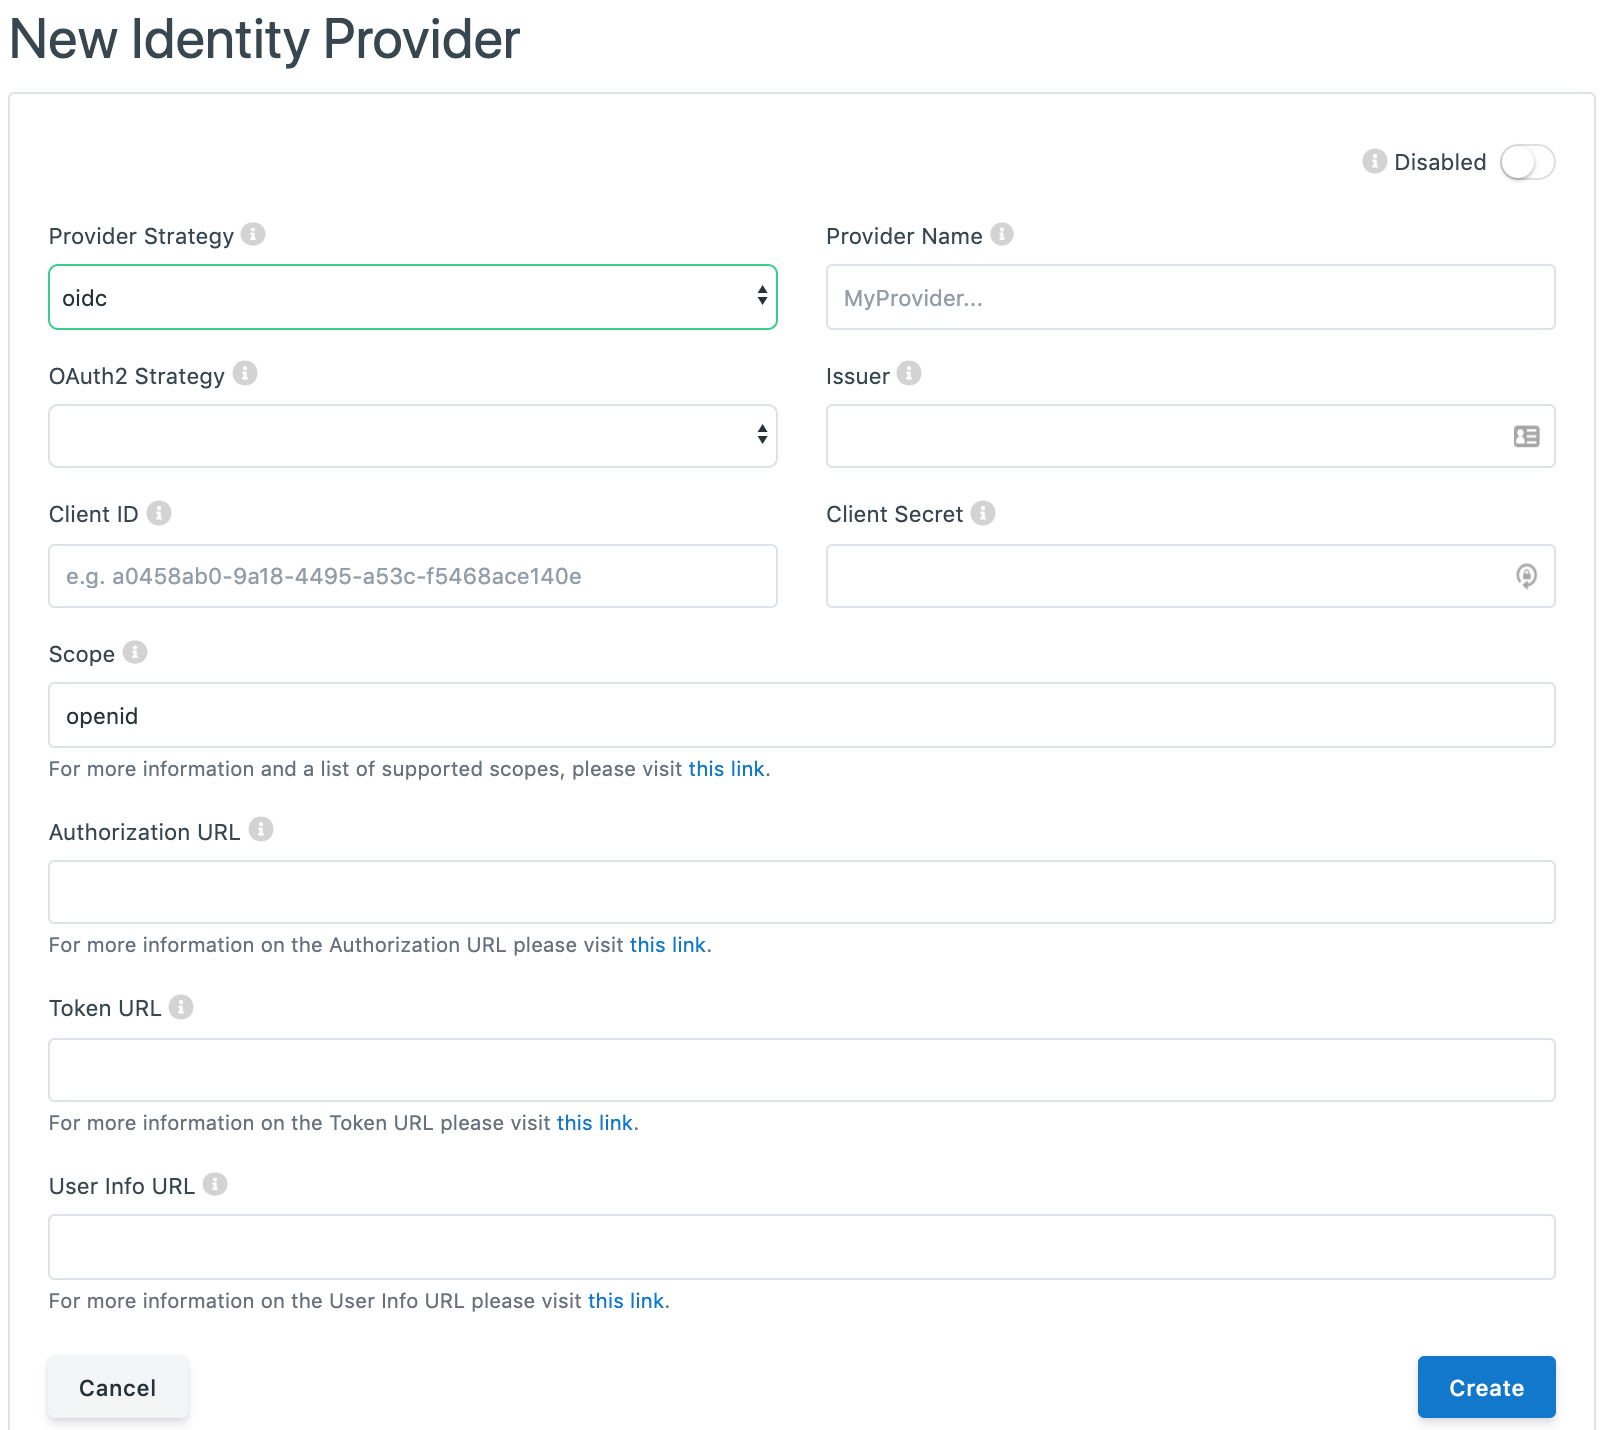 New Identity Provider
Disabled
Provider Strategy
Provider Name
oidc
MyProvider...
OAuth2 Strategy
Issuer
Client ID
Client Secret
e.g. a0458ab0-9a18-4495-a53c-f5468ace140e
Scope
openid
For more information and a list of supported scopes, please visit this link.
Authorization URL
For more information on the Authorization URL please visit this link.
Token URL
For more information on the Token URL please visit this link.
User Info URL
For more information on the User Info URL please visit this link.
Cancel
Create